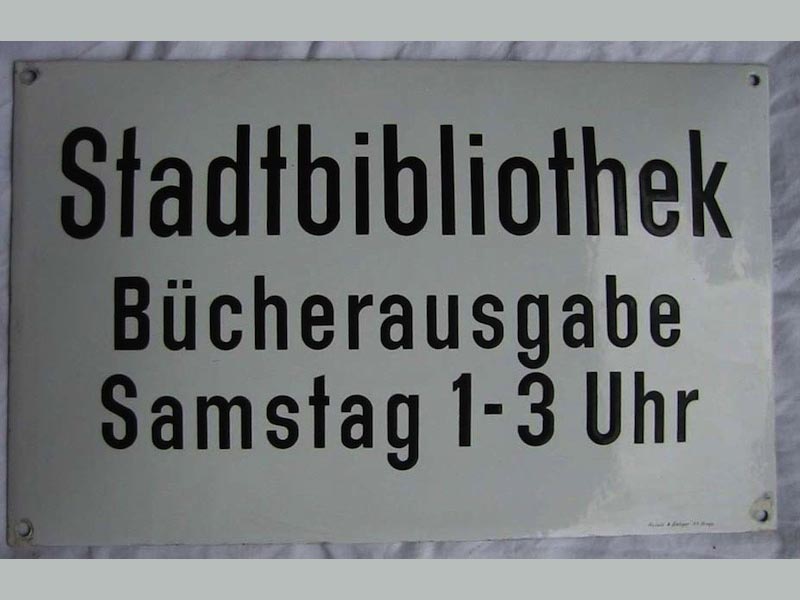 Stadtbibliothek
Bücherausgabe
Samstag 1-3 Uhr